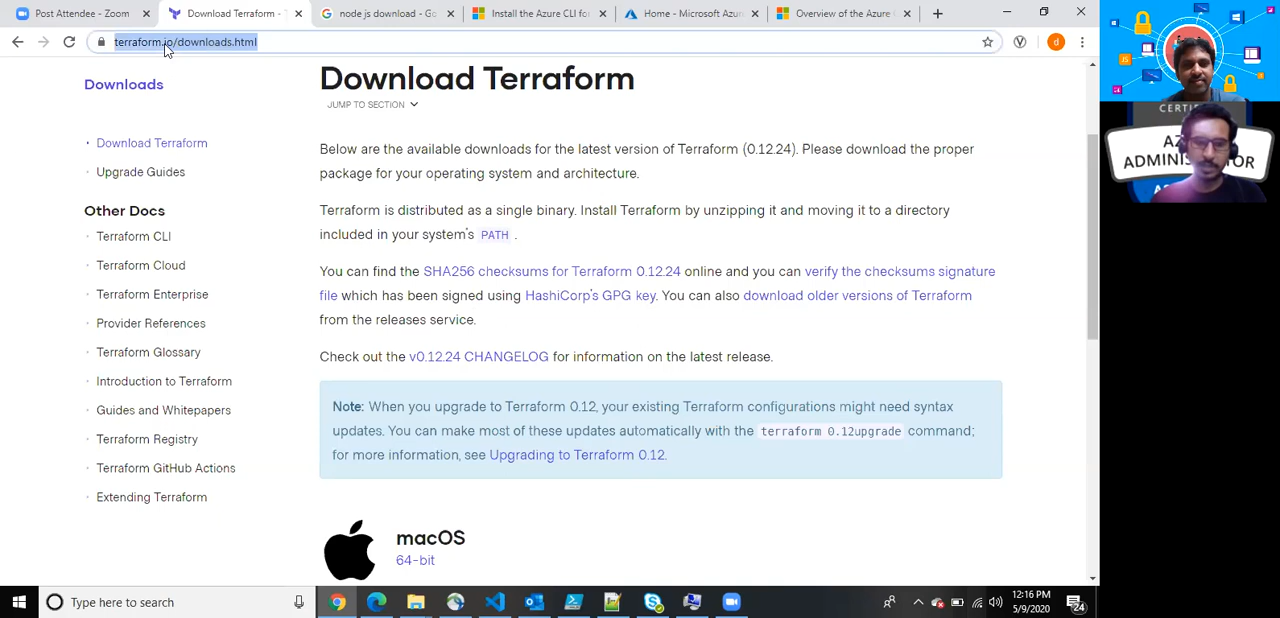 Post Attendee - Zoom
Download Terraform -
node js download - Go
Install the Azure CLI for
Home - Microsoft Azur
Overview of the Azure
terraform.io/downloads.html
d
Downloads
Download Terraform
Upgrade Guides
Other Docs
Terraform CLI
Terraform Cloud
Terraform Enterprise
Provider References
Terraform Glossary
Introduction to Terraform
Guides and Whitepapers
Terraform Registry
Terraform GitHub Actions
Extending Terraform
Download Terraform
JUMP TO SECTION
Below are the available downloads for the latest version of Terraform (0.12.24). Please download the proper
package for your operating system and architecture.
Terraform is distributed as a single binary. Install Terraform by unzipping it and moving it to a directory
included in your system's PATH .
You can find the SHA256 checksums for Terraform 0.12.24 online and you can verify the checksums signature
file which has been signed using HashiCorp's GPG key. You can also download older versions of Terraform
from the releases service.
Check out the v0.12.24 CHANGELOG for information on the latest release.
Note: When you upgrade to Terraform 0.12, your existing Terraform configurations might need syntax
updates. You can make most of these updates automatically with the terraform 0.12upgrade command;
for more information, see Upgrading to Terraform 0.12.
macOS
64-bit
JS
Type here to search
12:16 PM
5/9/2020
24